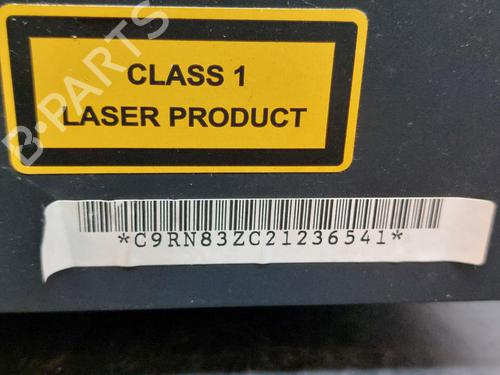 B-PARTS
CLASS 1
LASER PRODUCT
*C9RN83ZC21236541*